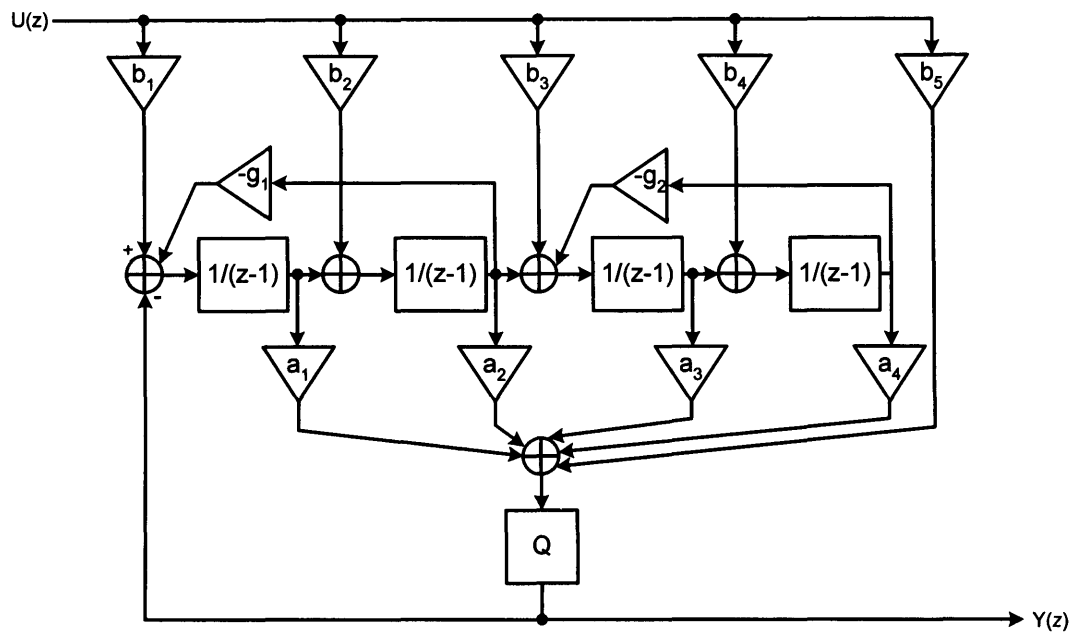 U(z)
b1 b2 b3 b4 b5
-g1 -g2
+
1/(z-1) 1/(z-1) 1/(z-1) 1/(z-1)
-
a1 a2 a3 a4
Q
Y(z)